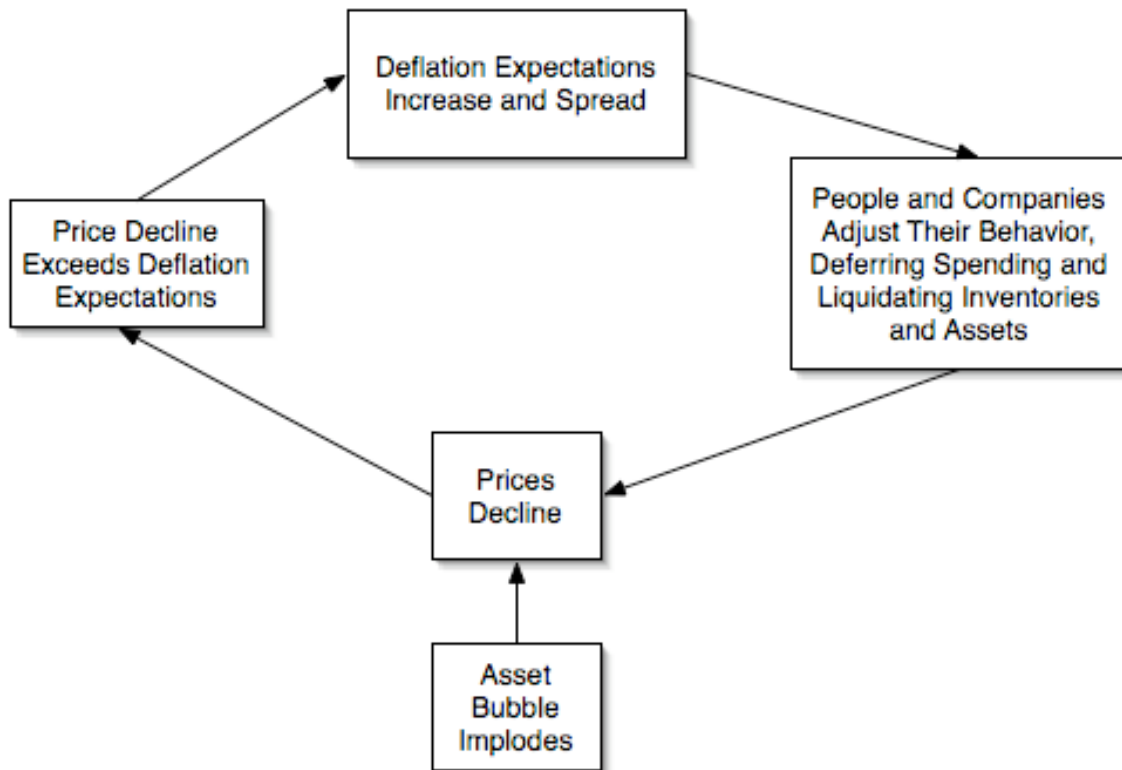 Deflation Expectations
Increase and Spread
People and Companies
Adjust Their Behavior,
Deferring Spending and
Liquidating Inventories
and Assets
Price Decline
Exceeds Deflation
Expectations
Prices
Decline
Asset
Bubble
Implodes